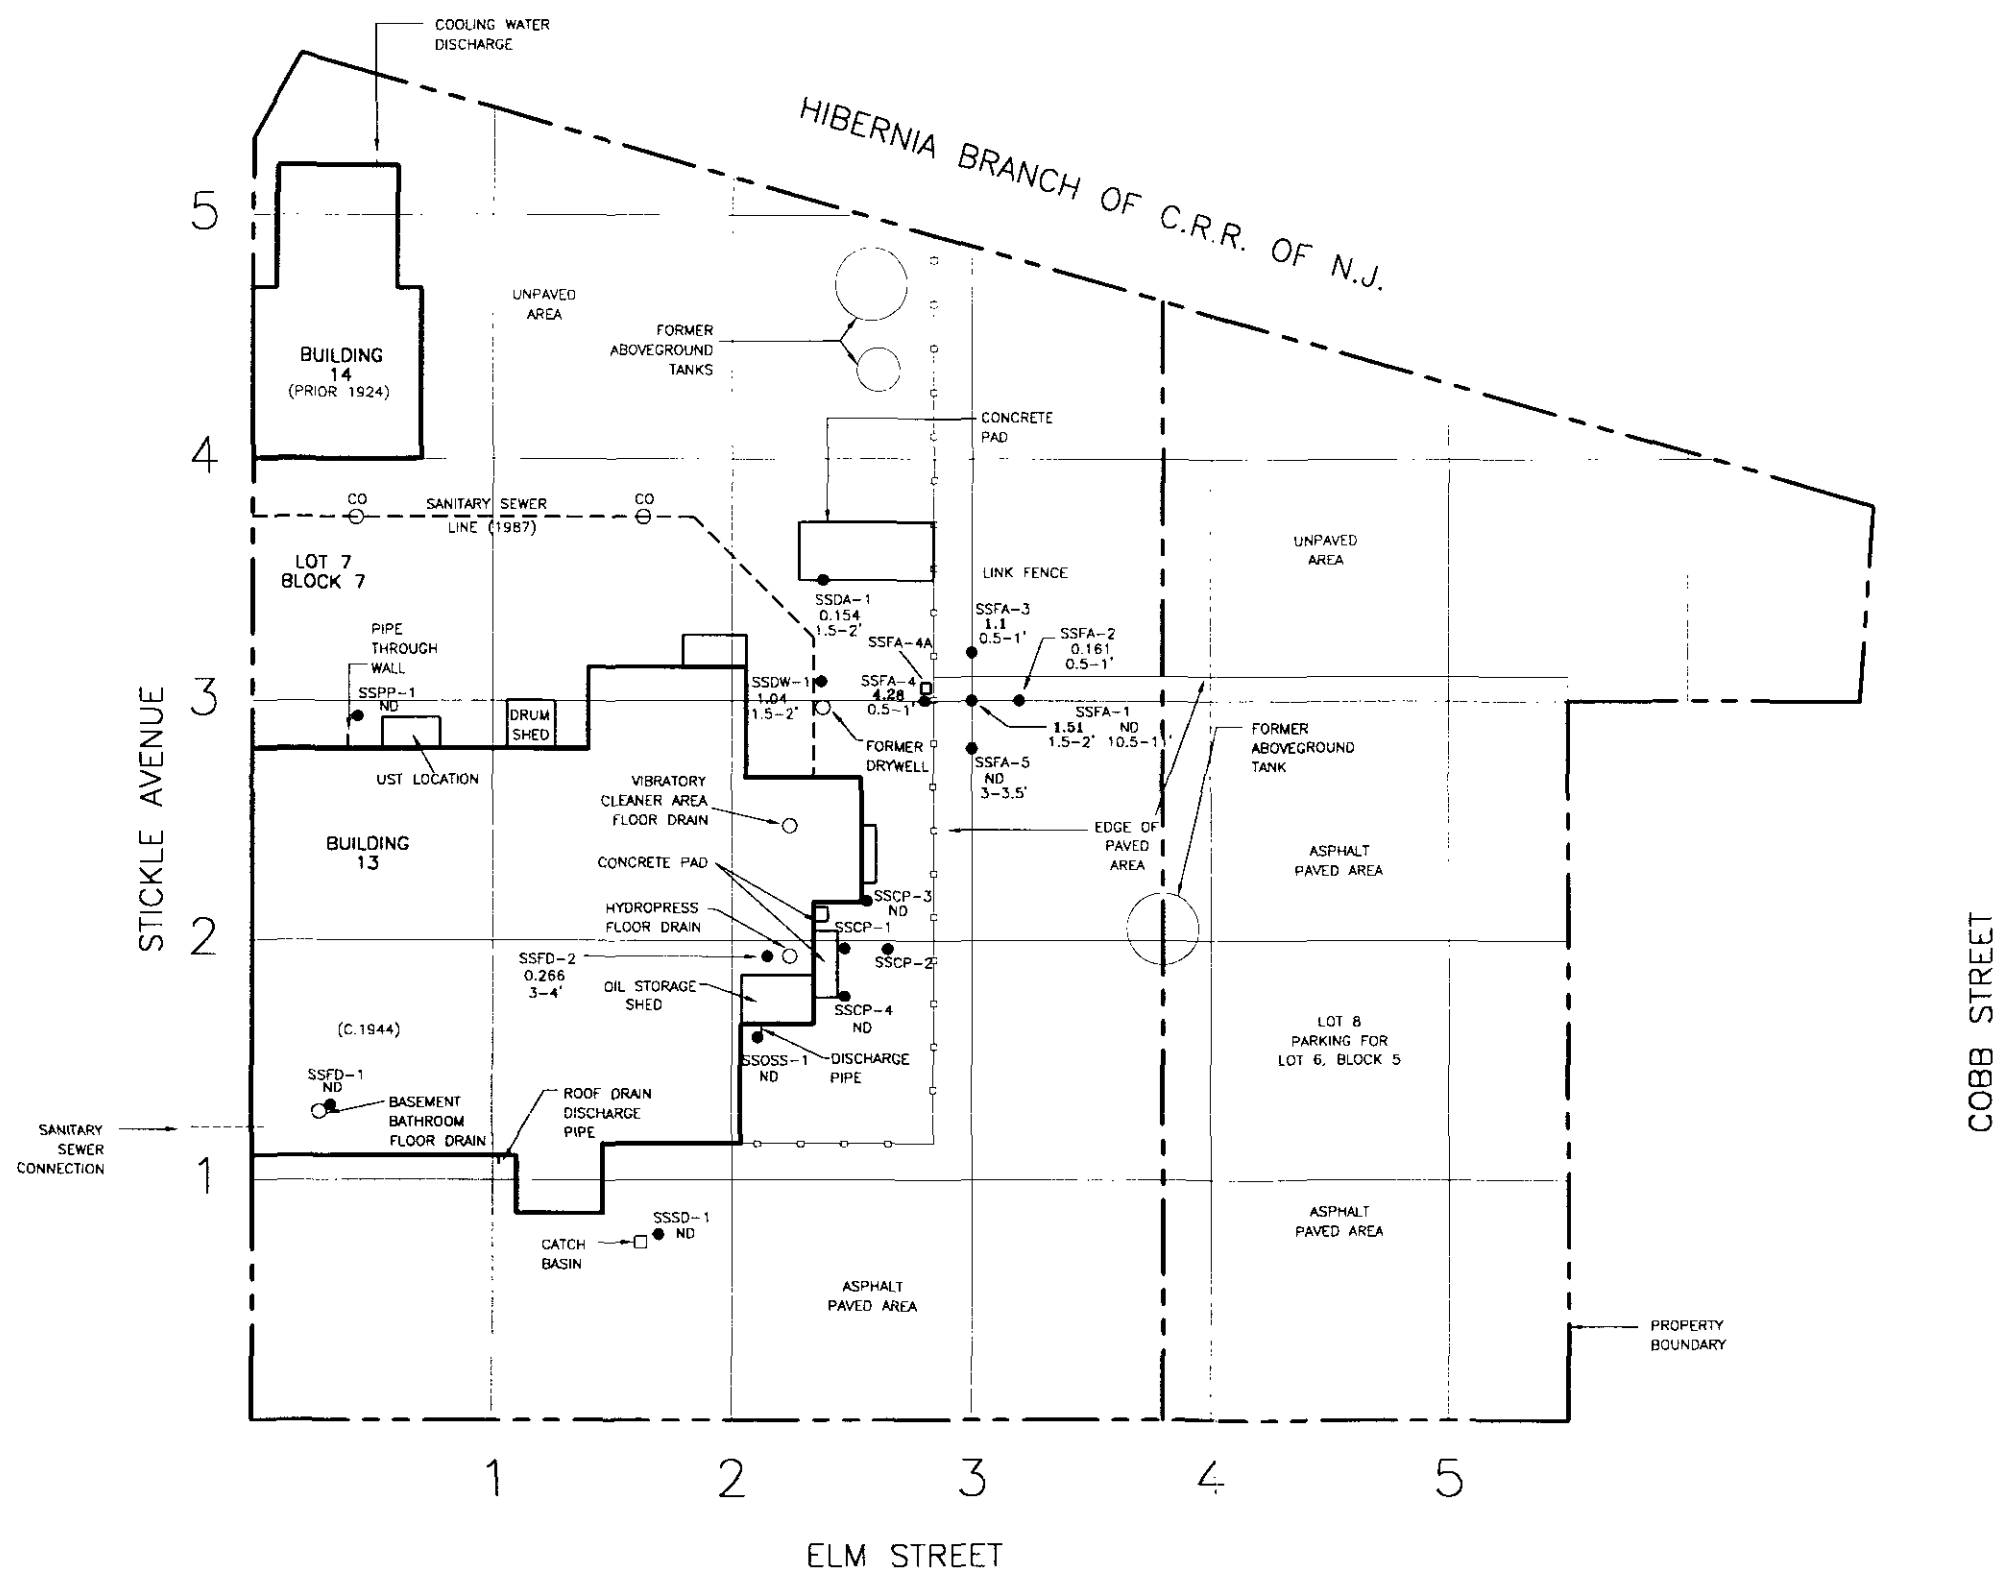 COOLING WATER
DISCHARGE
HIBERNIA BRANCH OF C.R.R. OF N.J.
5
UNPAVED
AREA
FORMER
ABOVEGROUND
TANKS
BUILDING
14
(PRIOR 1924)
CONCRETE
PAD
4
CO
SANITARY SEWER
LINE (1987)
CO
LOT 7
BLOCK 7
UNPAVED
AREA
LINK FENCE
SSDA-1
0.154
1.5-2'
SSFA-3
1.1
0.5-1'
SSFA-2
0.161
0.5-1'
SSFA-4A
PIPE
THROUGH
WALL
SSPP-1
ND
3
DRUM
SHED
SSDW-1
1.04
1.5-2'
SSFA-4
4.28
0.5-1'
SSFA-1
1.51 ND
1.5-2' 10.5-11'
FORMER
DRYWELL
SSFA-5
ND
3-3.5'
FORMER
ABOVEGROUND
TANK
UST LOCATION
VIBRATORY
CLEANER AREA
FLOOR DRAIN
EDGE OF
PAVED
AREA
BUILDING
13
CONCRETE PAD
ASPHALT
PAVED AREA
STICKLE AVENUE
SSCP-3
ND
HYDROPRESS
FLOOR DRAIN
SSCP-1
2
SSCP-2
SSFD-2
0.266
3-4'
OIL STORAGE
SHED
SSCP-4
ND
(C.1944)
LOT 8
PARKING FOR
LOT 6, BLOCK 5
COBB STREET
SSOSS-1
ND
DISCHARGE
PIPE
SSFD-1
ND
BASEMENT
BATHROOM
FLOOR DRAIN
ROOF DRAIN
DISCHARGE
PIPE
SANITARY
SEWER
CONNECTION
1
SSSD-1
ND
CATCH
BASIN
ASPHALT
PAVED AREA
ASPHALT
PAVED AREA
PROPERTY
BOUNDARY
1 2 3 4 5
ELM STREET